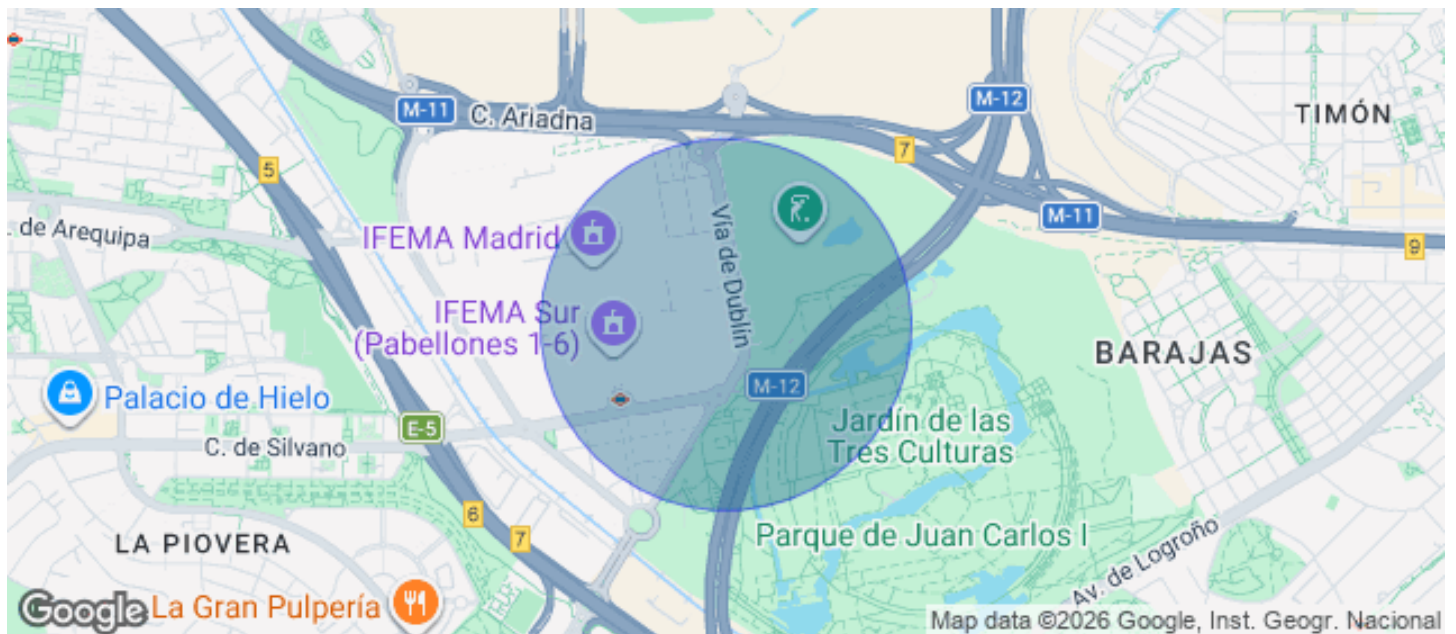 M-11
C. Ariadna
M-12
TIMÓN
5
7
M-11
9
. de Arequipa
IFEMA Madrid
Vía de Dublín
IFEMA Sur
(Pabellones 1-6)
BARAJAS
M-12
Palacio de Hielo
E-5
C. de Silvano
Jardín de las
Tres Culturas
6
7
LA PIOVERA
Parque de Juan Carlos I
Av. de Logroño
Google
La Gran Pulpería
Map data ©2026 Google, Inst. Geogr. Nacional